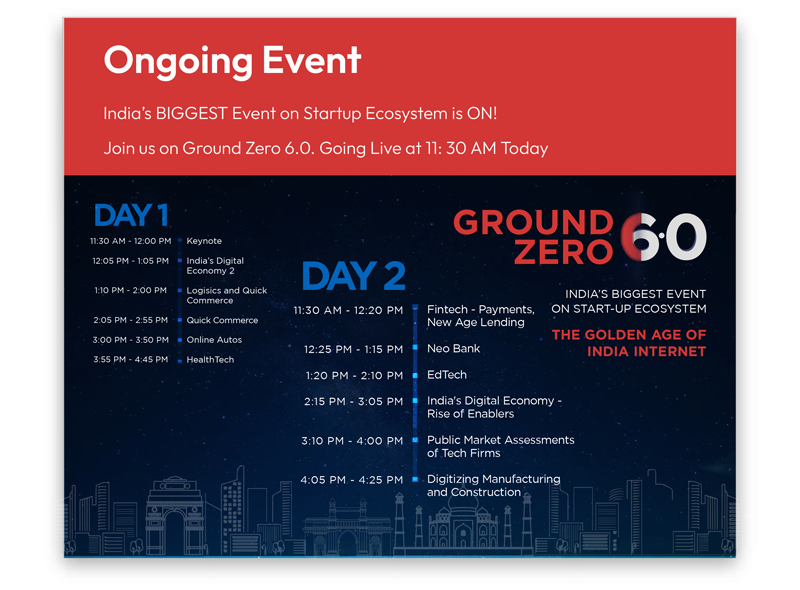 Ongoing Event
India's BIGGEST Event on Startup Ecosystem is ON!
Join us on Ground Zero 6.0. Going Live at 11: 30 AM Today
DAY 1
11:30 AM - 12:00 PM Keynote
12:05 PM - 1:05 PM India's Digital
Economy 2
1:10 PM - 2:00 PM Logisics and Quick
Commerce
2:05 PM - 2:55 PM Quick Commerce
3:00 PM - 3:50 PM Online Autos
3:55 PM - 4:45 PM HealthTech
DAY 2
11:30 AM - 12:20 PM Fintech - Payments,
New Age Lending
12:25 PM - 1:15 PM Neo Bank
1:20 PM - 2:10 PM EdTech
2:15 PM - 3:05 PM India's Digital Economy -
Rise of Enablers
3:10 PM - 4:00 PM Public Market Assessments
of Tech Firms
4:05 PM - 4:25 PM Digitizing Manufacturing
and Construction
GROUND
ZERO 6.0
INDIA'S BIGGEST EVENT
ON START-UP ECOSYSTEM
THE GOLDEN AGE OF
INDIA INTERNET